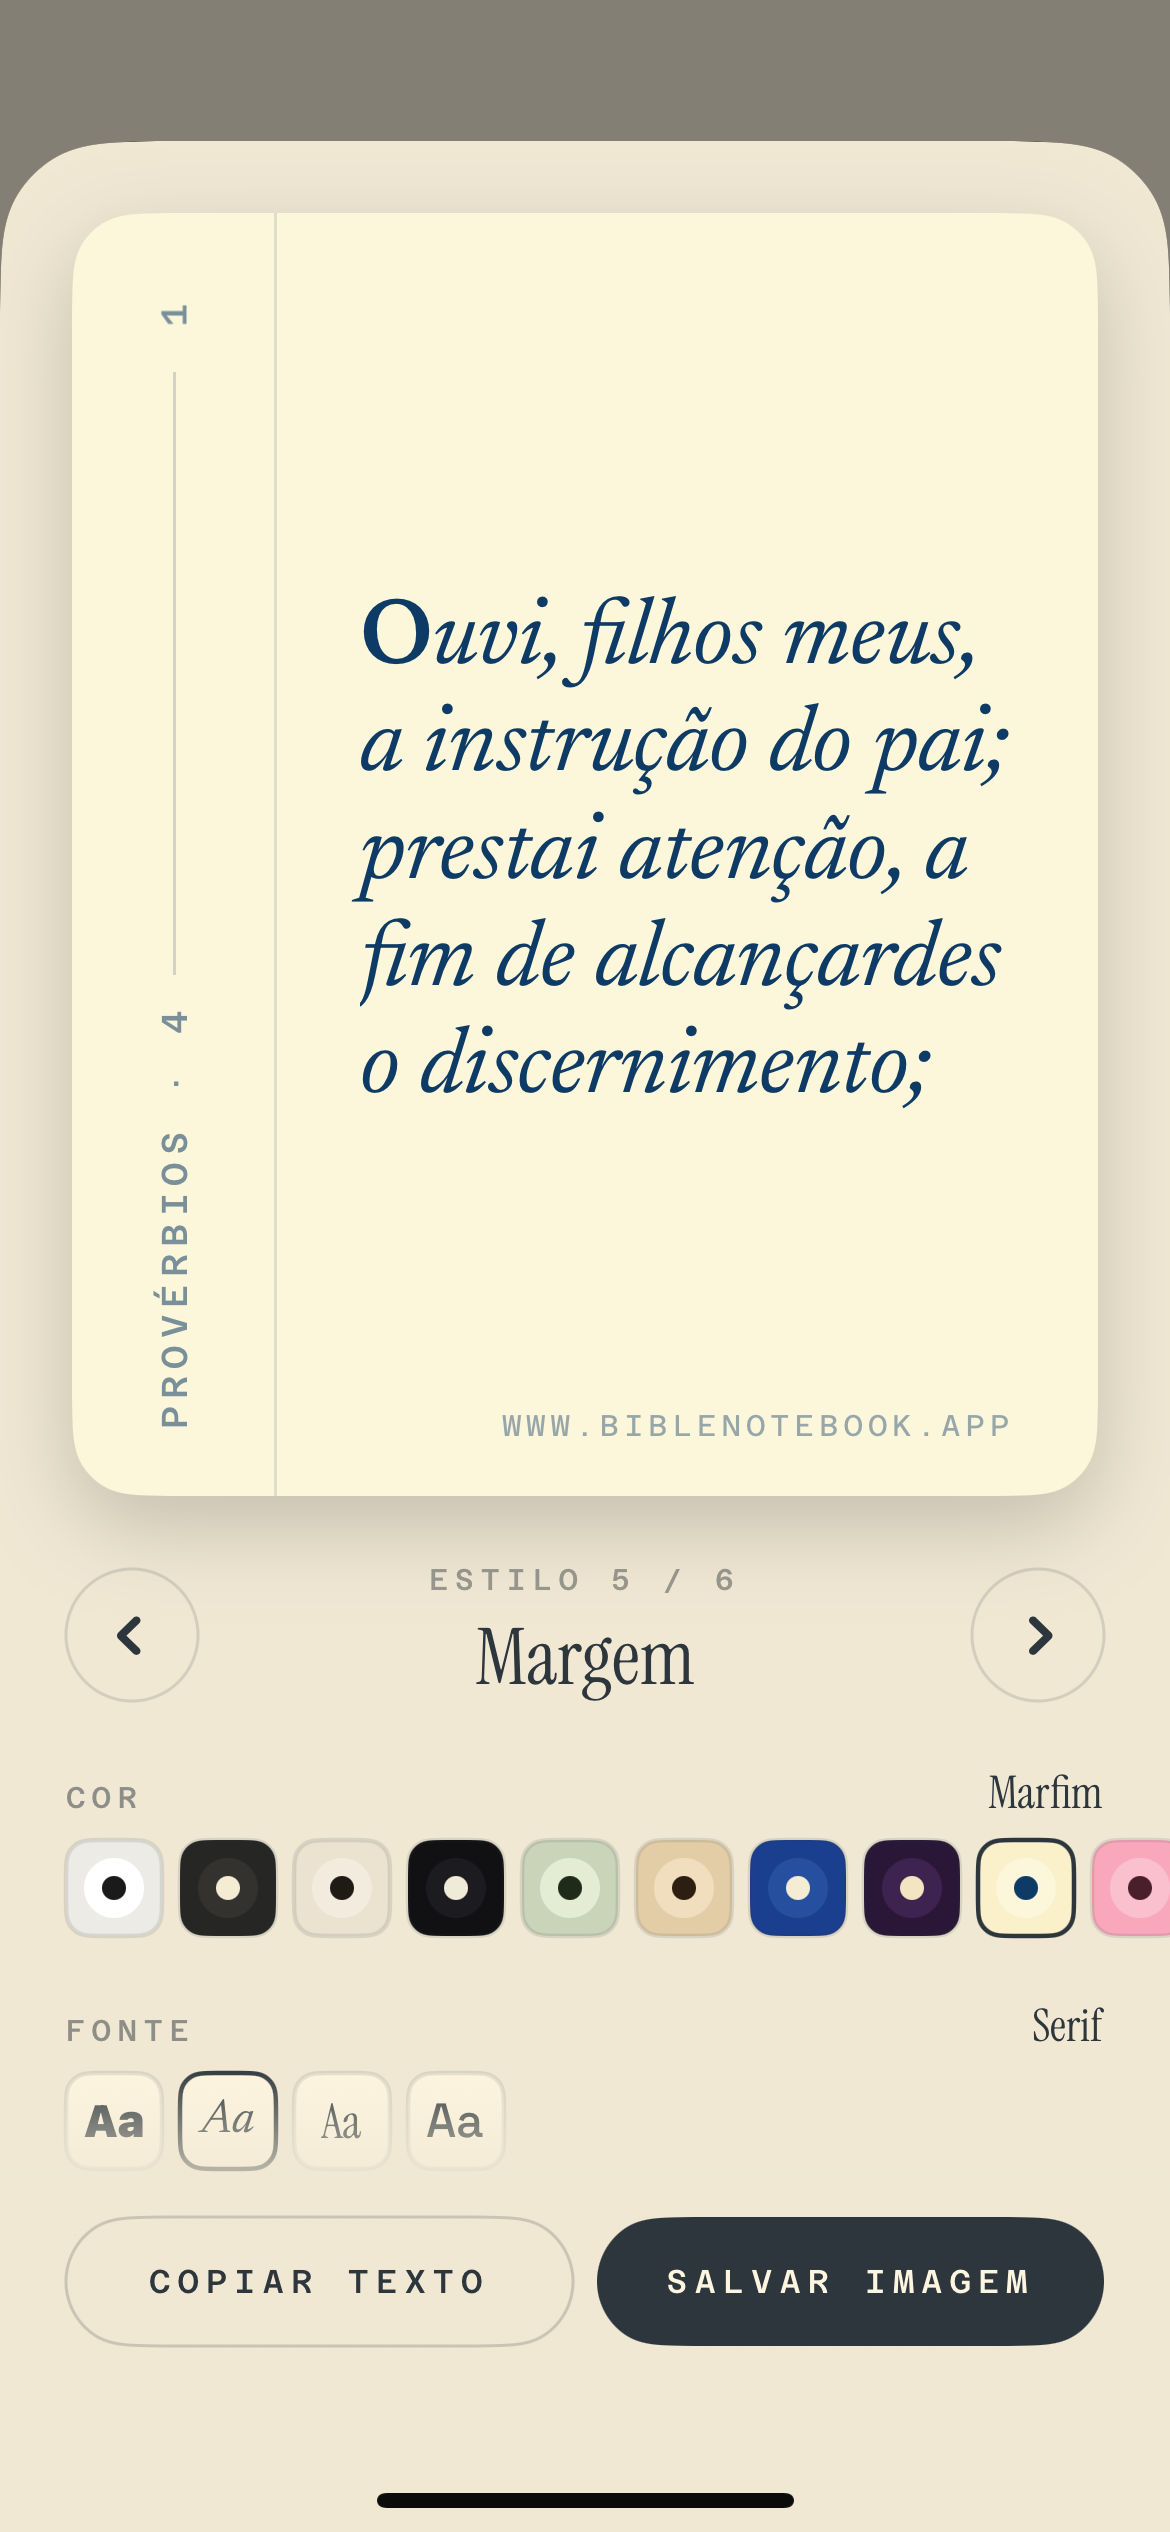 PROVÉRBIOS · 4
1
Ouvi, filhos meus,
a instrução do pai;
prestai atenção, a
fim de alcançardes
o discernimento;
WWW.BIBLENOTEBOOK.APP
ESTILO 5 / 6
Margem
COR
Marfim
FONTE
Serif
Aa Aa Aa Aa
COPIAR TEXTO
SALVAR IMAGEM